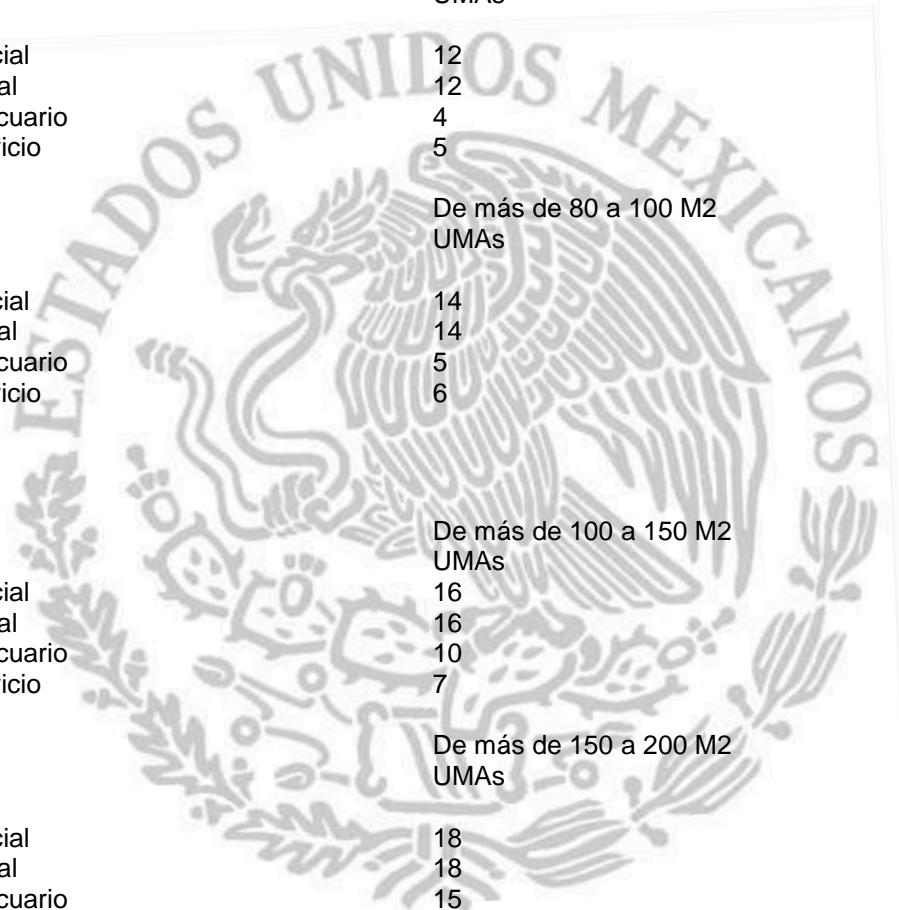 UMAs
cial 12
al 12
cuario 4
icio 5
De más de 80 a 100 M2
UMAs
cial 14
al 14
cuario 5
icio 6
De más de 100 a 150 M2
UMAs
cial 16
al 16
cuario 10
icio 7
De más de 150 a 200 M2
UMAs
cial 18
al 18
cuario 15
ESTADOS UNIDOS MEXICANOS